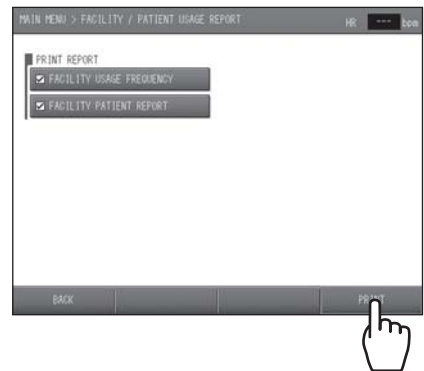 MAIN MENU > FACILITY / PATIENT USAGE REPORT
HR --- bpm
PRINT REPORT
FACILITY USAGE FREQUENCY
FACILITY PATIENT REPORT
BACK
PRINT